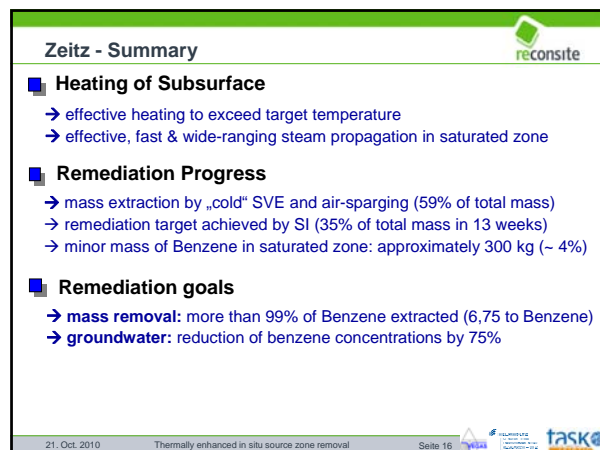 Zeitz - Summary
reconsite
Heating of Subsurface
→ effective heating to exceed target temperature
→ effective, fast & wide-ranging steam propagation in saturated zone
Remediation Progress
→ mass extraction by „cold“ SVE and air-sparging (59% of total mass)
→ remediation target achieved by SI (35% of total mass in 13 weeks)
→ minor mass of Benzene in saturated zone: approximately 300 kg (~ 4%)
Remediation goals
→ mass removal: more than 99% of Benzene extracted (6,75 to Benzene)
→ groundwater: reduction of benzene concentrations by 75%
21. Oct. 2010 Thermally enhanced in situ source zone removal Seite 16 VEGAS task